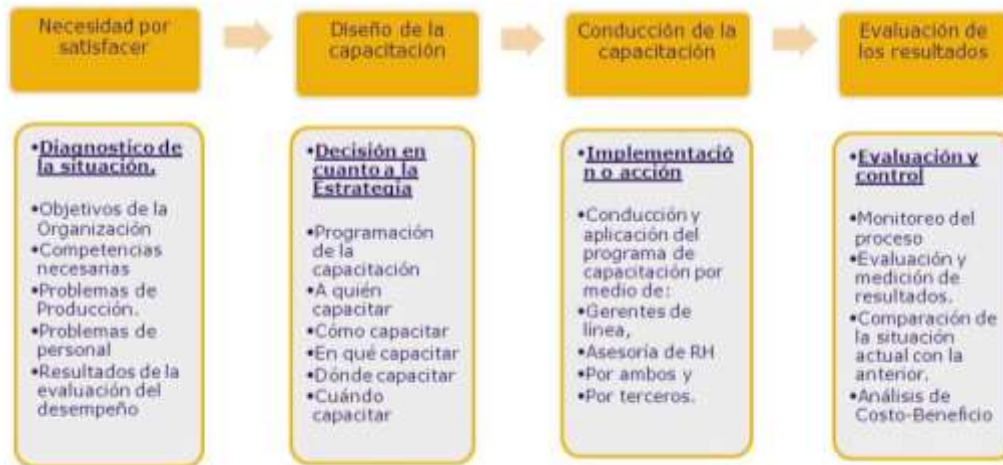 Necesidad por
satisfacer
Diseño de la
capacitación
Conducción de la
capacitación
Evaluación de
los resultados
•Diagnostico de
la situación.
•Objetivos de la
Organización
•Competencias
necesarias
•Problemas de
Producción.
•Problemas de
personal
•Resultados de la
evaluación del
desempeño
•Decisión en
cuanto a la
Estrategia
•Programación
de la
capacitación
•A quién
capacitar
•Cómo capacitar
•En qué capacitar
•Dónde capacitar
•Cuándo
capacitar
•Implementació
n o acción
•Conducción y
aplicación del
programa de
capacitación por
medio de:
•Gerentes de
línea,
•Asesoría de RH
•Por ambos y
•Por terceros.
•Evaluación y
control
•Monitoreo del
proceso
•Evaluación y
medición de
resultados.
•Comparación de
la situación
actual con la
anterior.
•Análisis de
Costo-Beneficio